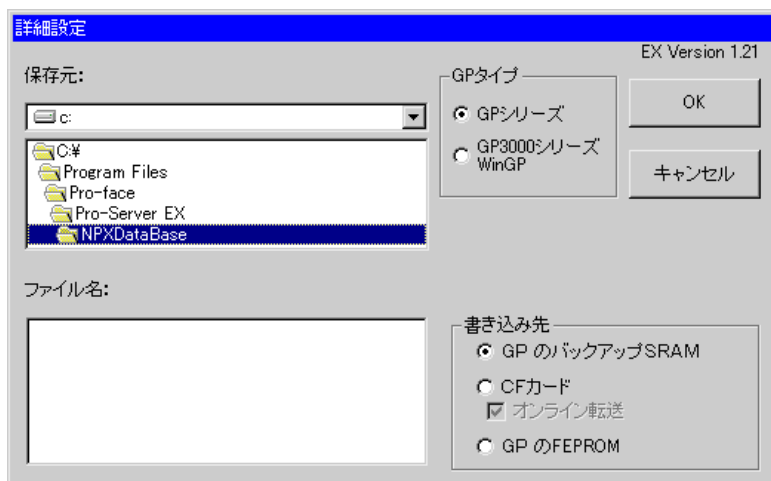 詳細設定
EX Version 1.21
保存元:
c:
C:¥
Program Files
Pro-face
Pro-Server EX
NPXDataBase
GPタイプ
GPシリーズ
GP3000シリーズ
WinGP
OK
キャンセル
ファイル名:
書き込み先
GP のバックアップSRAM
CFカード
オンライン転送
GP のFEPROM